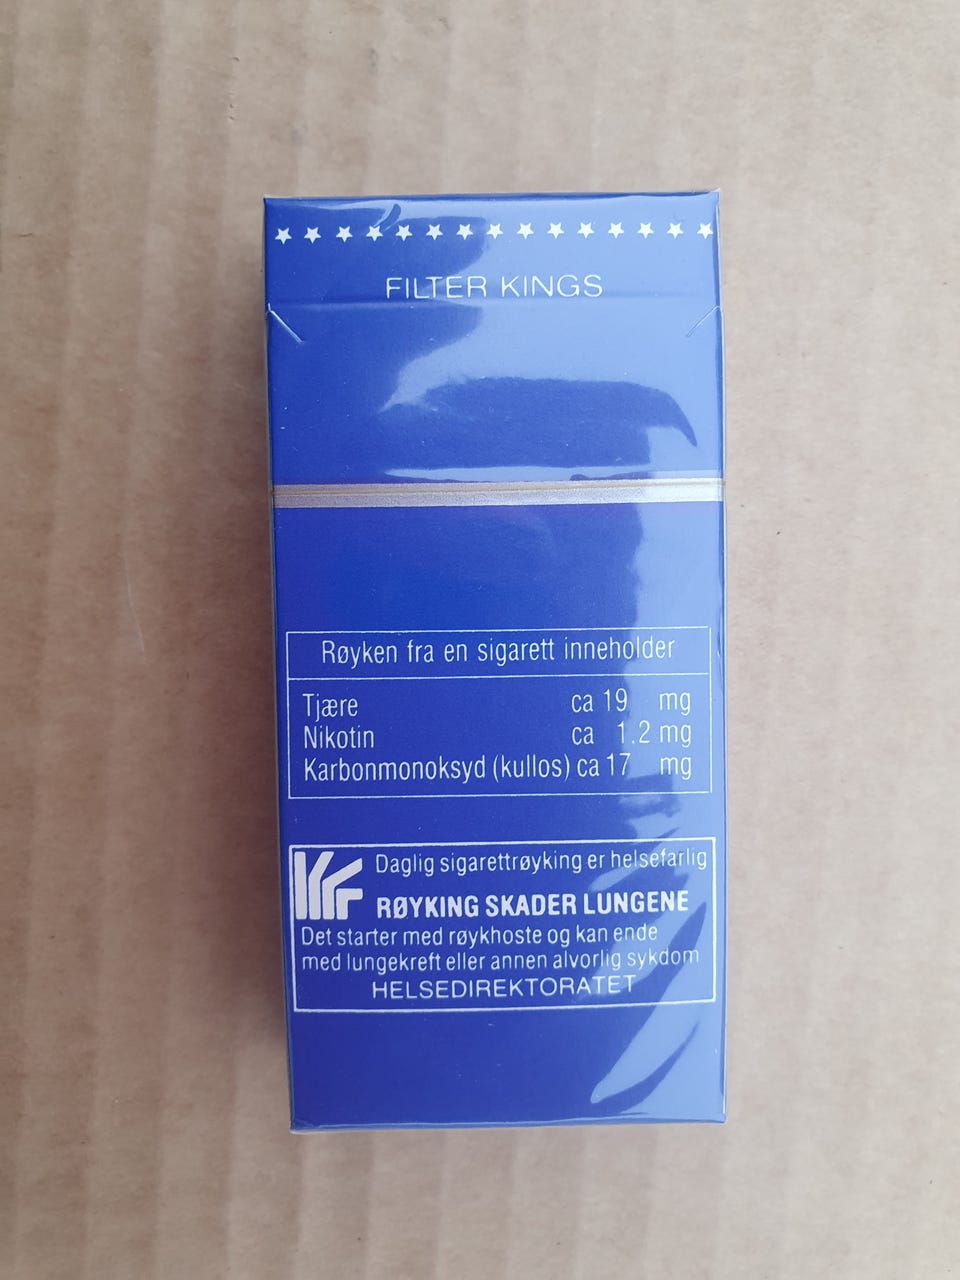 FILTER KINGS
Røyken fra en sigarett inneholder
Tjære ca 19 mg
Nikotin ca 1.2 mg
Karbonmonoksyd (kullos) ca 17 mg
Daglig sigarettrøyking er helsefarlig
RØYKING SKADER LUNGENE
Det starter med røykhoste og kan ende
med lungekreft eller annen alvorlig sykdom
HELSEDIREKTORATET